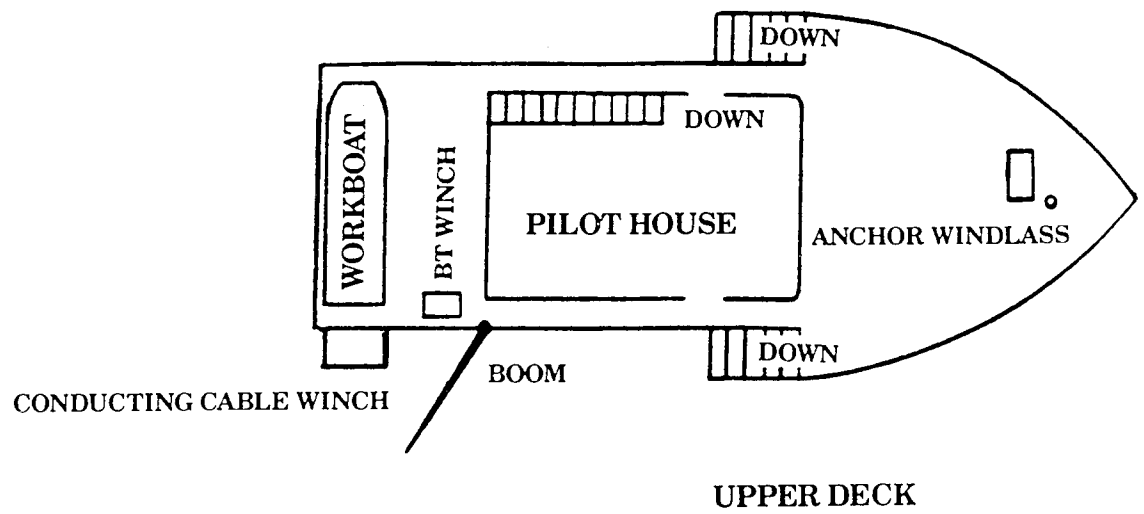 DOWN
DOWN
WORKBOAT
BT WINCH
PILOT HOUSE
ANCHOR WINDLASS
DOWN
BOOM
CONDUCTING CABLE WINCH
UPPER DECK